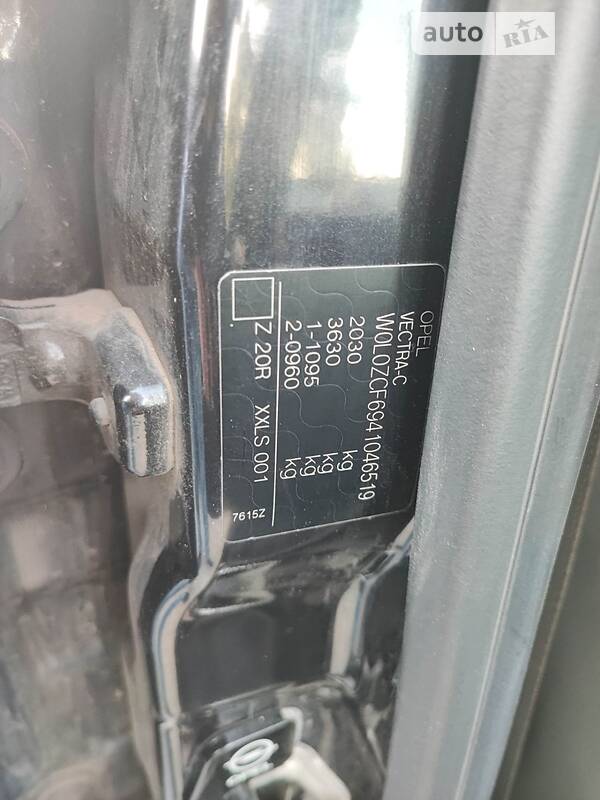 auto RIA
OPEL
VECTRA-C
W0L0ZCF6941046519
2030 kg
3630 kg
1-1095 kg
2-0960 kg
Z 20R XXLS 001
7615Z